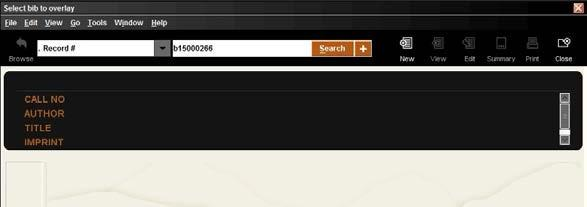 Select bib to overlay
File Edit View Go Tools Window Help
Browse . Record # b15000266 Search + New View Edit Summary Print Close
CALL NO
AUTHOR
TITLE
IMPRINT